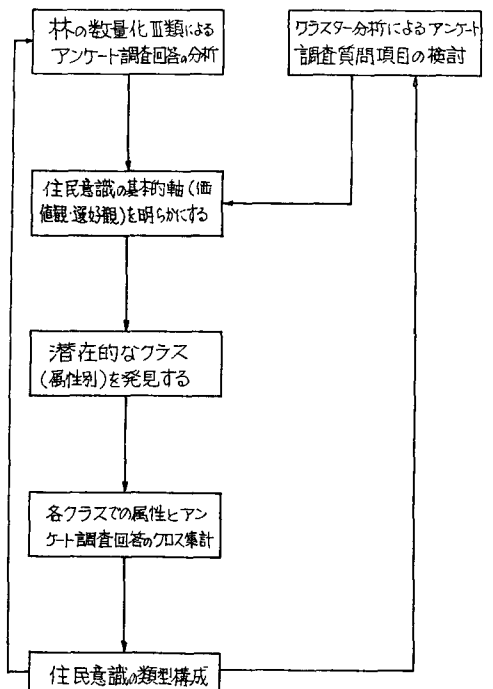 林の数量化Ⅲ類による
アンケート調査回答の分析
クラスター分析によるアンケート
調査質問項目の検討
住民意識の基本的軸(価
値観・選好観)を明らかにする
潜在的なクラス
(属性別)を発見する
各クラスでの属性とアン
ケート調査回答のクロス集計
住民意識の類型構成